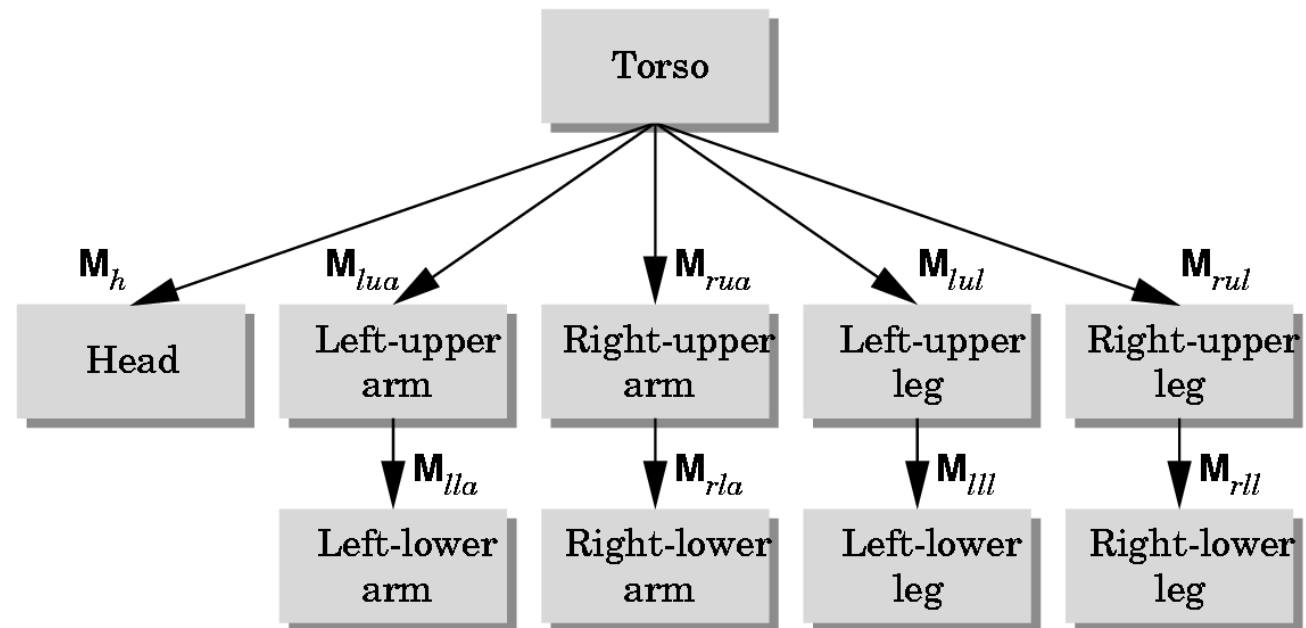 Torso
M_h
M_lua
M_rua
M_lul
M_rul
Head
Left-upper
arm
Right-upper
arm
Left-upper
leg
Right-upper
leg
M_lla
M_rla
M_lll
M_rll
Left-lower
arm
Right-lower
arm
Left-lower
leg
Right-lower
leg